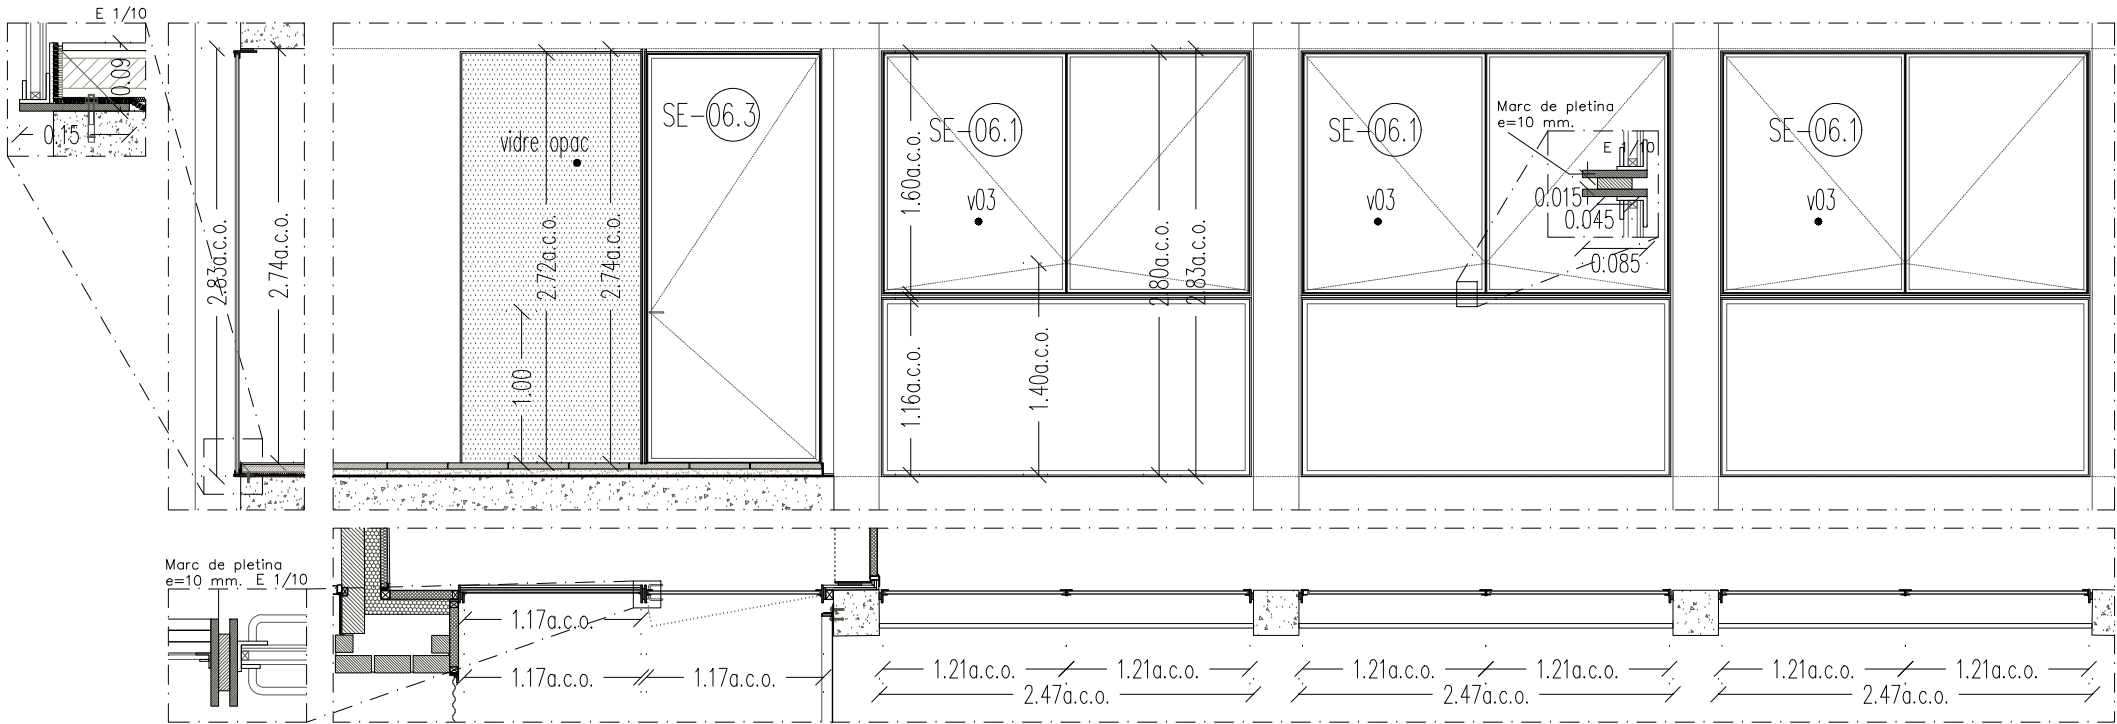 E 1/10
0.09
0.15
2.83a.c.o.
2.74a.c.o.
vidre opac
2.72a.c.o.
2.74a.c.o.
1.00
SE-06.3
SE-06.1
v03
1.60a.c.o.
1.16a.c.o.
1.40a.c.o.
2.80a.c.o.
2.83a.c.o.
SE-06.1
v03
Marc de pletina
e=10 mm.
E 1/10
0.015
0.045
0.085
SE-06.1
v03
Marc de pletina
e=10 mm. E 1/10
1.17a.c.o.
1.17a.c.o. 1.17a.c.o.
1.21a.c.o. 1.21a.c.o.
2.47a.c.o.
1.21a.c.o. 1.21a.c.o.
2.47a.c.o.
1.21a.c.o. 1.21a.c.o.
2.47a.c.o.